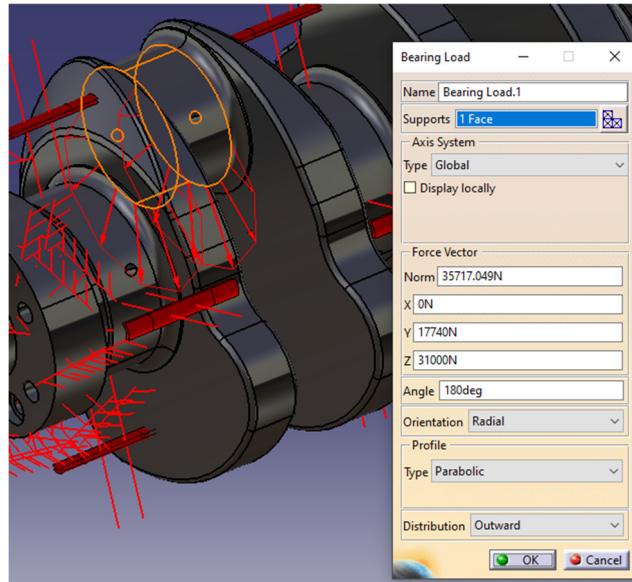 Bearing Load
Name Bearing Load.1
Supports 1 Face
Axis System
Type Global
Display locally
Force Vector
Norm 35717.049N
X 0N
Y 17740N
Z 31000N
Angle 180deg
Orientation Radial
Profile
Type Parabolic
Distribution Outward
OK Cancel